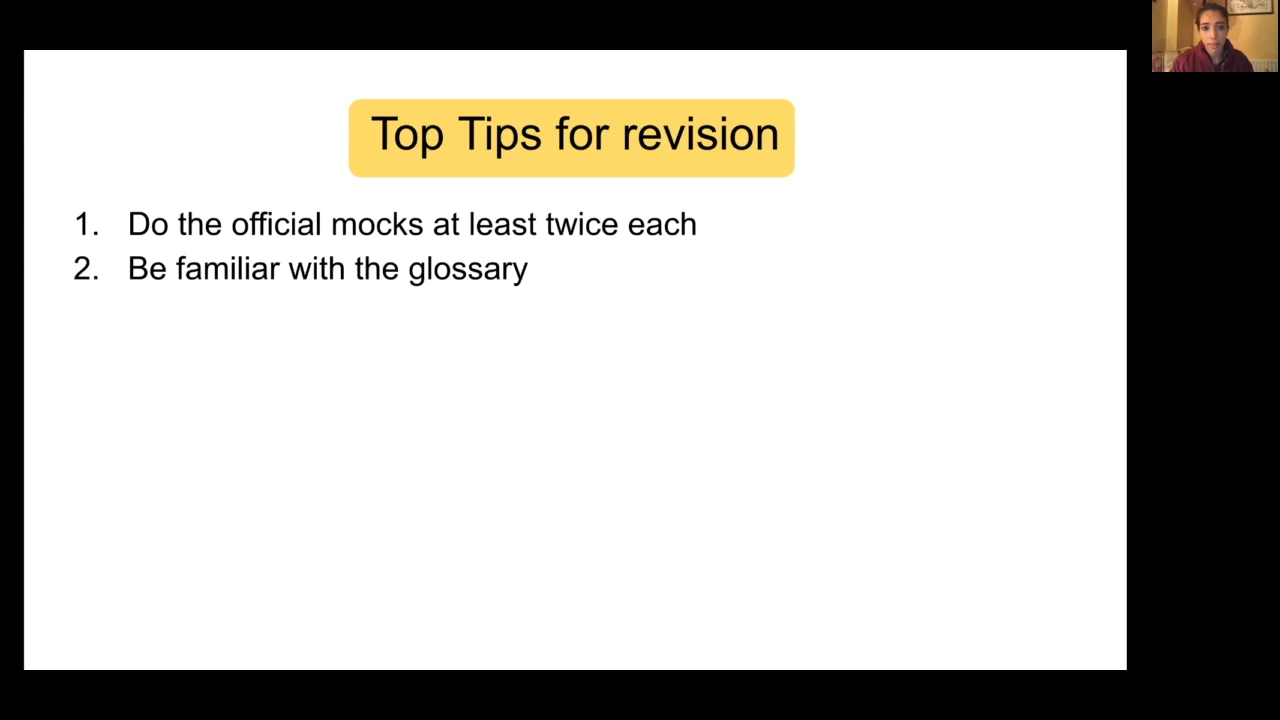 Top Tips for revision
1. Do the official mocks at least twice each
2. Be familiar with the glossary